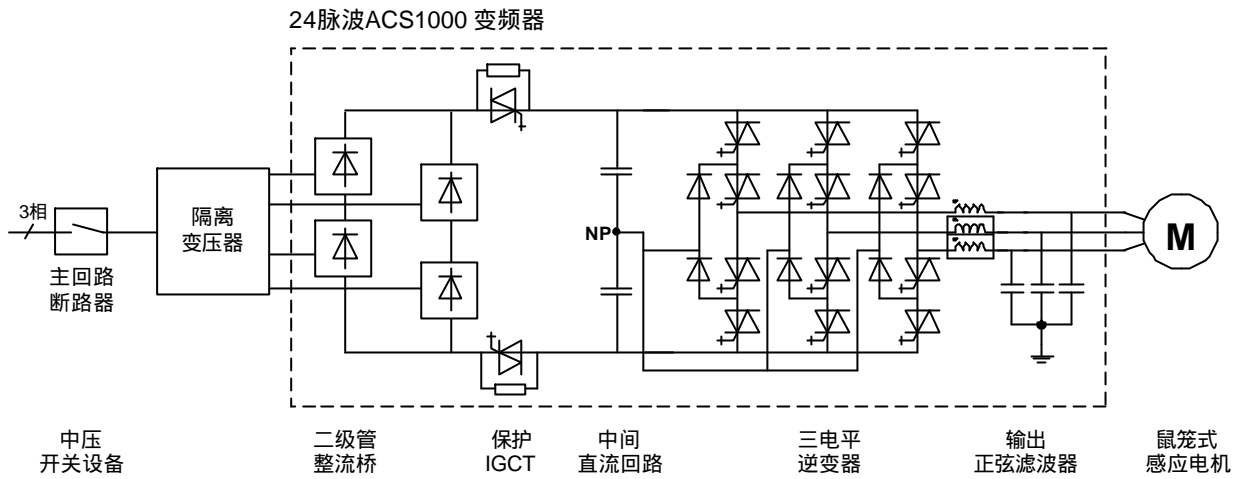 24脉波ACS1000 变频器
3相
主回路
断路器
隔离
变压器
NP
M
中压
开关设备
二级管
整流桥
保护
IGCT
中间
直流回路
三电平
逆变器
输出
正弦滤波器
鼠笼式
感应电机